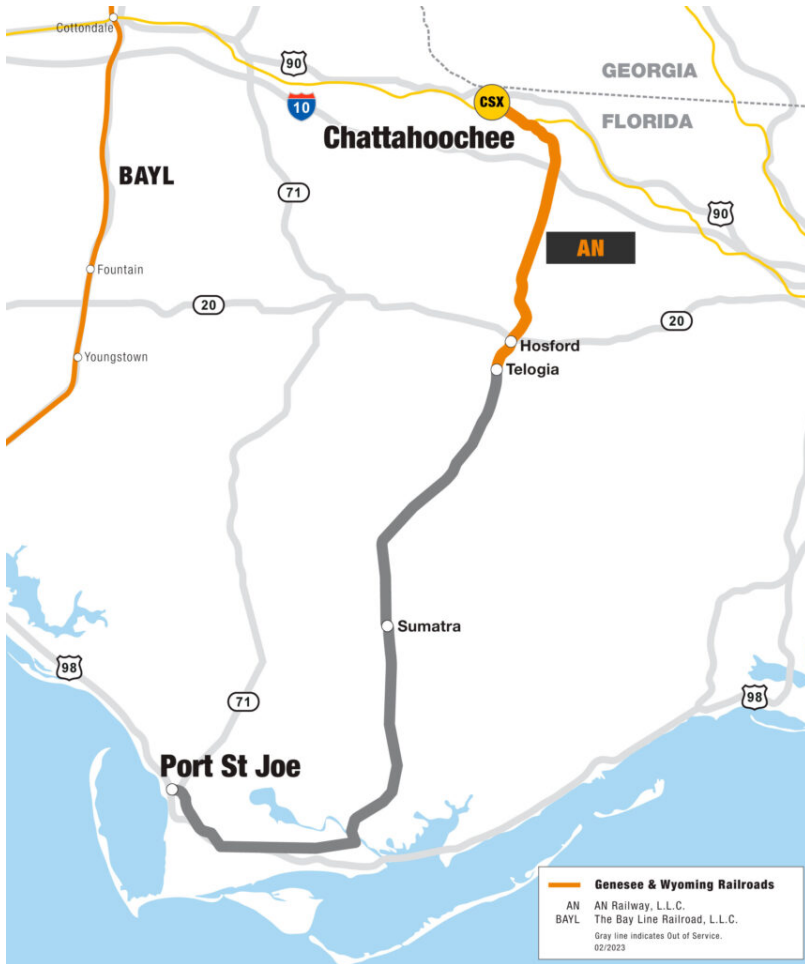 Cottondale
90
GEORGIA
CSX
10
FLORIDA
Chattahoochee
BAYL
71
90
AN
Fountain
20
20
Hosford
Youngstown
Telogia
Sumatra
98
71
98
Port St Joe
Genesee & Wyoming Railroads
AN AN Railway, L.L.C.
BAYL The Bay Line Railroad, L.L.C.
Gray line indicates Out of Service.
02/2023